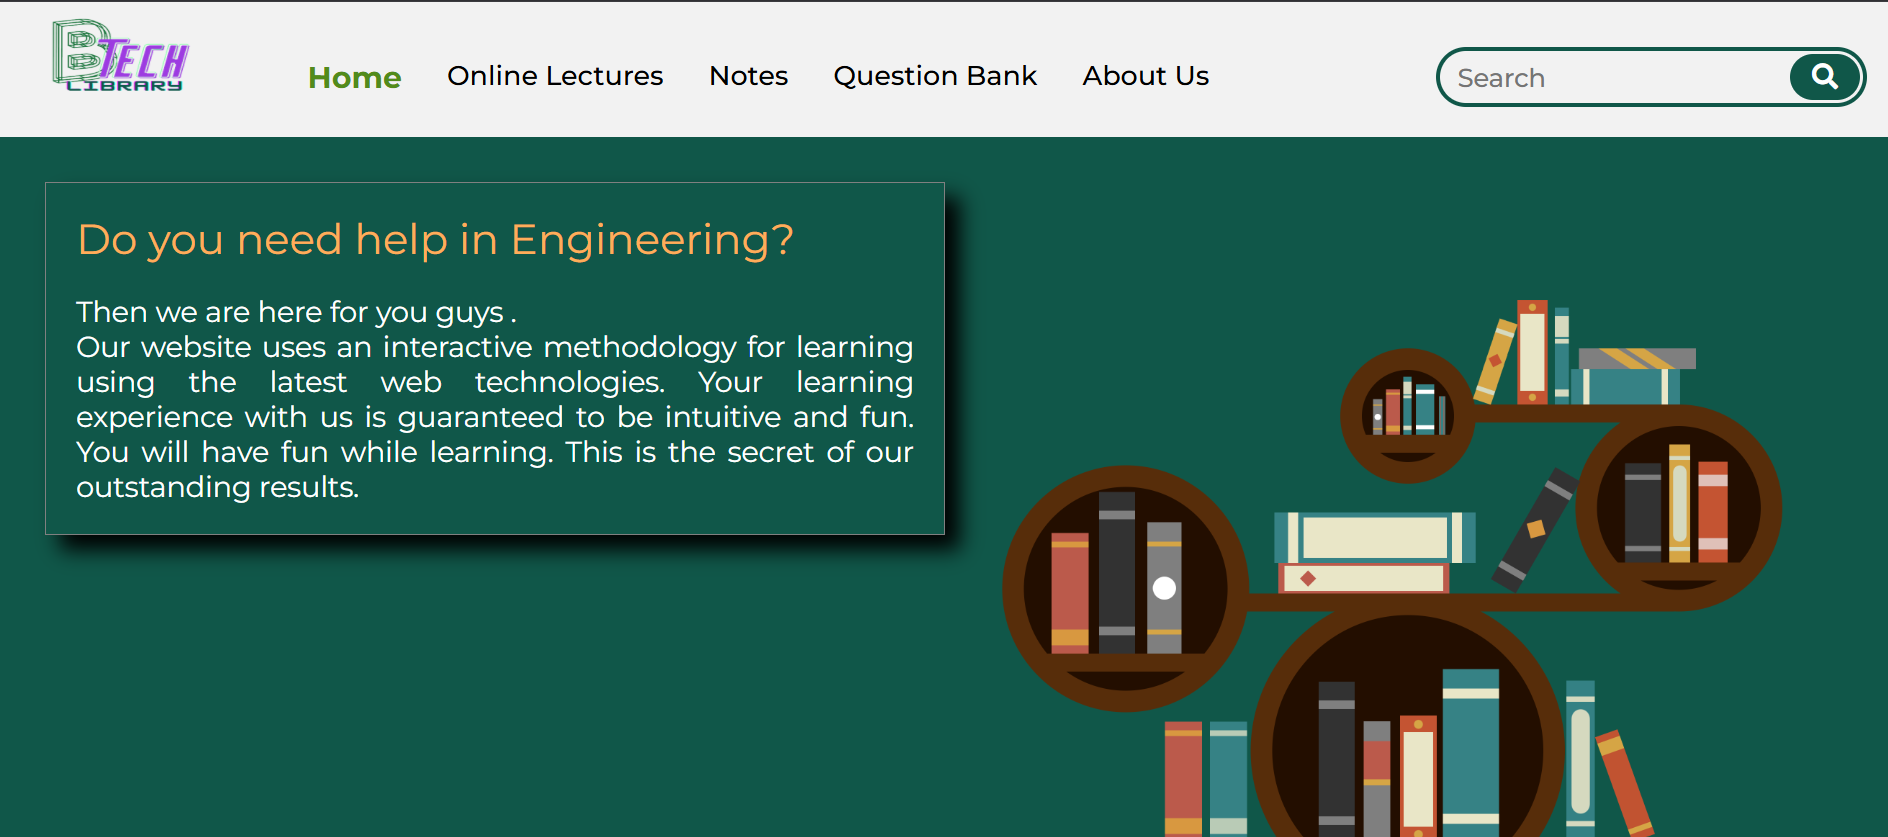 BTECH
LIBRARY
Home Online Lectures Notes Question Bank About Us Search
Do you need help in Engineering?
Then we are here for you guys .
Our website uses an interactive methodology for learning
using the latest web technologies. Your learning
experience with us is guaranteed to be intuitive and fun.
You will have fun while learning. This is the secret of our
outstanding results.